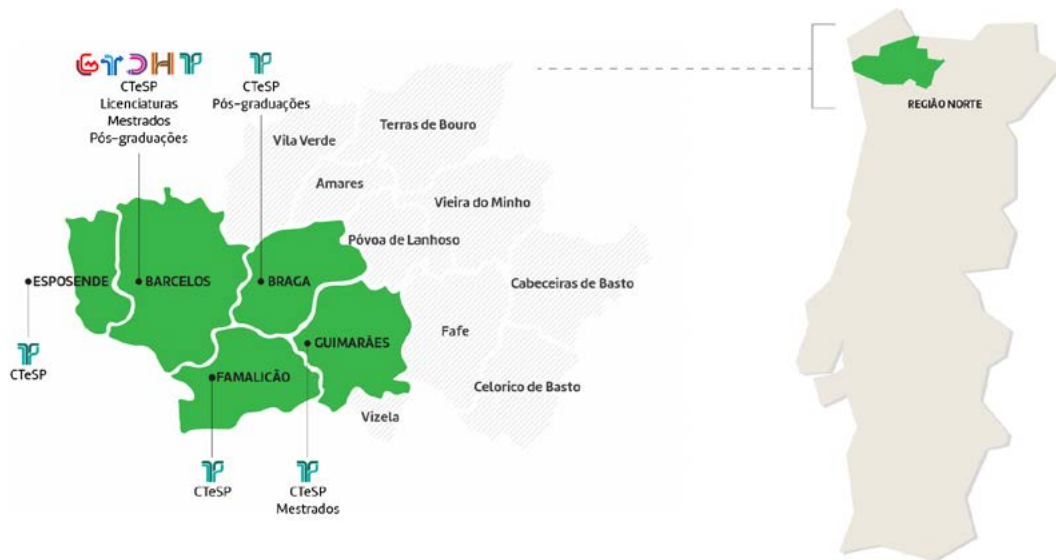 CTeSP
Licenciaturas
Mestrados
Pós-graduações
CTeSP
Pós-graduações
REGIÃO NORTE
Terras de Bouro
Vila Verde
Amares
Vieira do Minho
Póvoa de Lanhoso
ESPOSENDE
BARCELOS
BRAGA
Cabeceiras de Basto
Fafe
GUIMARÃES
CTeSP
FAMALICÃO
Celorico de Basto
Vizela
CTeSP
CTeSP
Mestrados